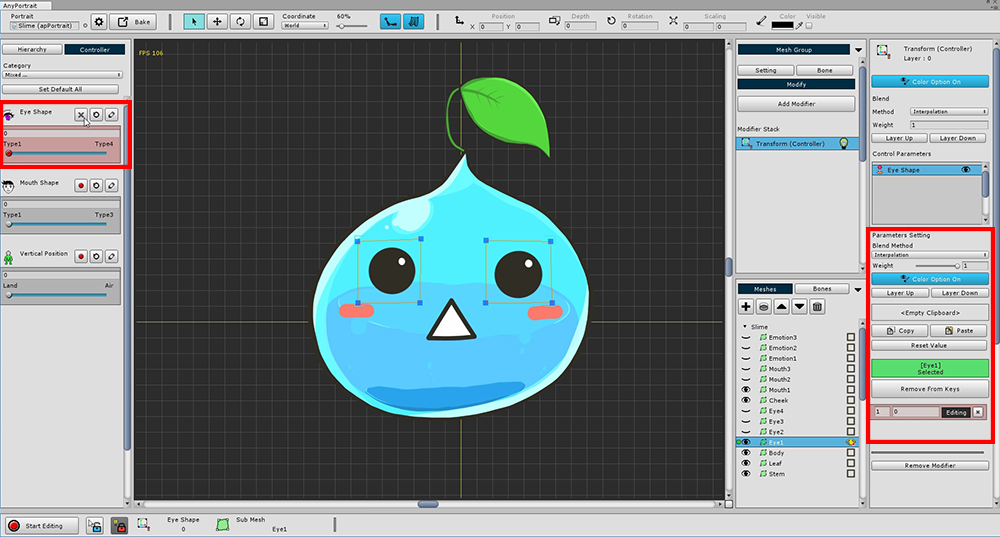 AnyPortrait
Portrait
Slime (apPortrait)
Bake
Coordinate
World
60%
Position
X 0 Y 0
Depth
0
Rotation
0
Scaling
X 0 Y 0
Color
Visible
Hierarchy
Controller
Category
Mixed ...
Set Default All
Eye Shape
0
Type1 Type4
Mouth Shape
0
Type1 Type3
Vertical Position
0
Land Air
FPS 106
Mesh Group
Setting
Bone
Modify
Add Modifier
Modifier Stack
Transform (Controller)
Meshes
Bones
Slime
Emotion3
Emotion2
Emotion1
Mouth3
Mouth2
Mouth1
Cheek
Eye4
Eye3
Eye2
Eye1
Body
Leaf
Stem
Transform (Controller)
Layer : 0
Color Option On
Blend
Method Interpolation
Weight 1
Layer Up Layer Down
Control Parameters
Eye Shape
Parameters Setting
Blend Method
Interpolation
Weight 1
Color Option On
Layer Up Layer Down
<Empty Clipboard>
Copy Paste
Reset Value
[Eye1]
Selected
Remove From Keys
1 0 Editing
Remove Modifier
Start Editing
Eye Shape
0
Sub Mesh
Eye1